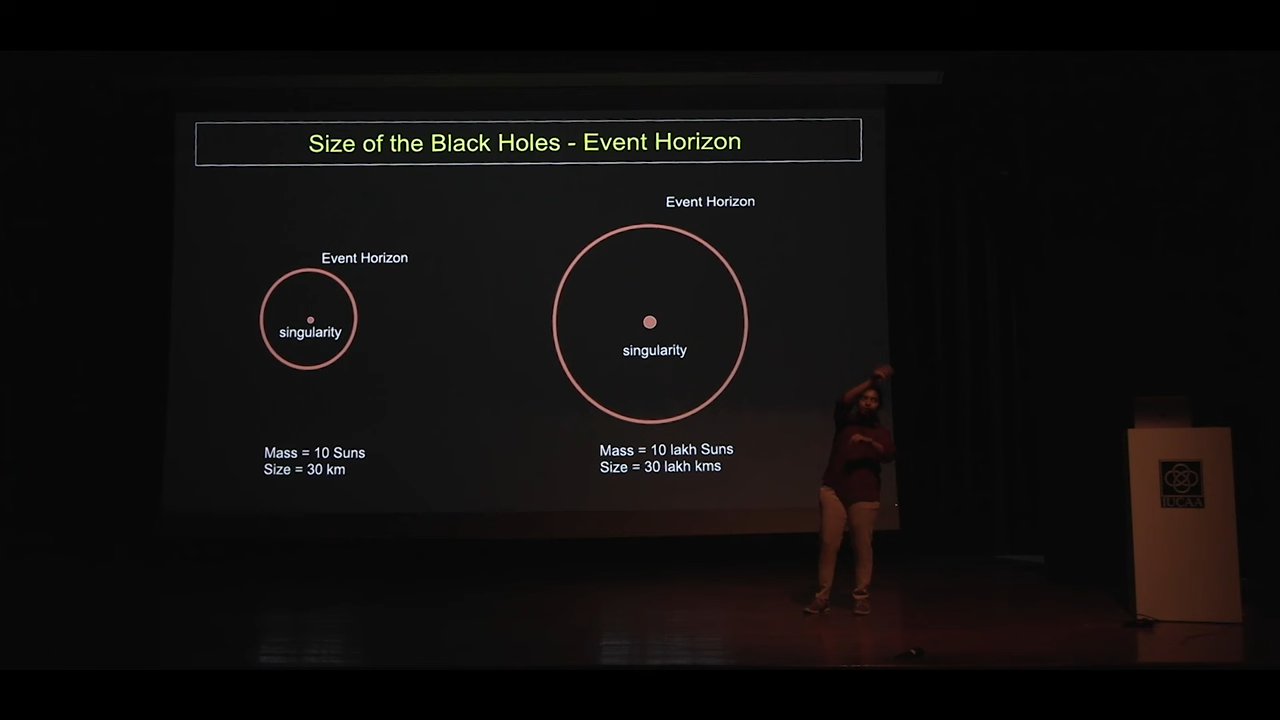 Size of the Black Holes - Event Horizon
Event Horizon
singularity
Mass = 10 Suns
Size = 30 km
Event Horizon
singularity
Mass = 10 lakh Suns
Size = 30 lakh kms
IUCAA